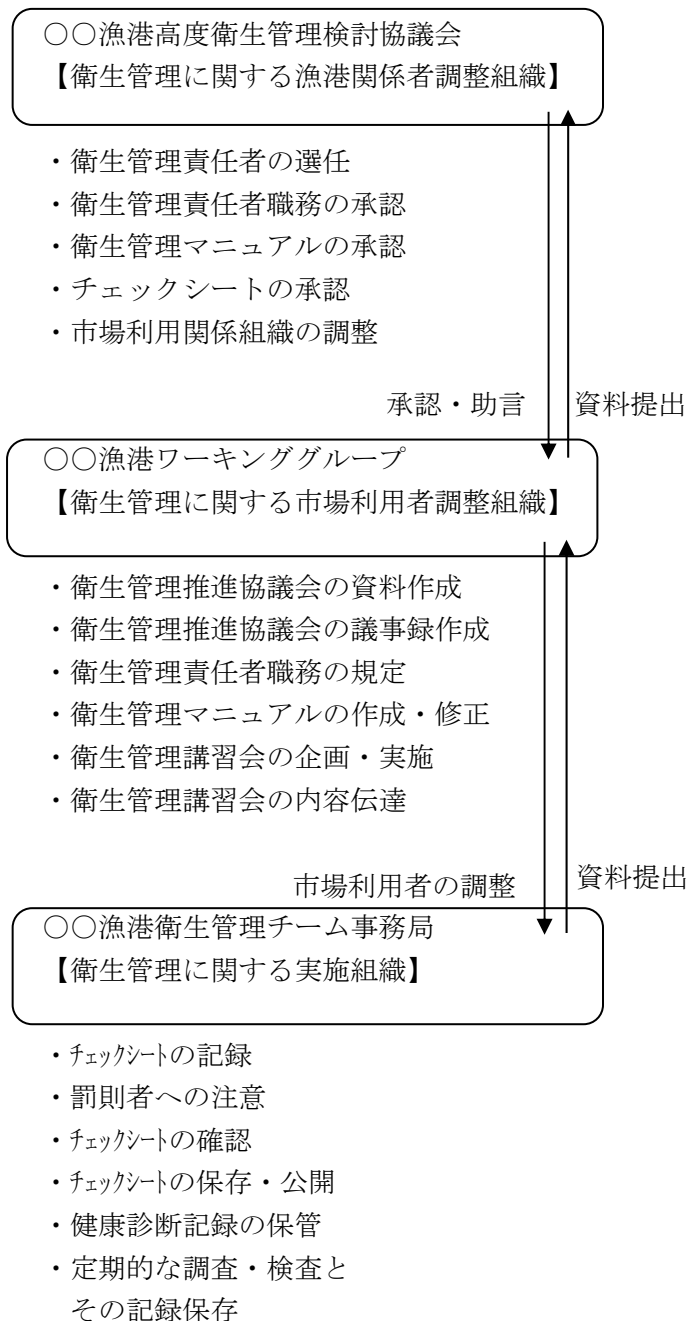 ○○漁港高度衛生管理検討協議会
【衛生管理に関する漁港関係者調整組織】
・衛生管理責任者の選任
・衛生管理責任者職務の承認
・衛生管理マニュアルの承認
・チェックシートの承認
・市場利用関係組織の調整
承認・助言 資料提出
○○漁港ワーキンググループ
【衛生管理に関する市場利用者調整組織】
・衛生管理推進協議会の資料作成
・衛生管理推進協議会の議事録作成
・衛生管理責任者職務の規定
・衛生管理マニュアルの作成・修正
・衛生管理講習会の企画・実施
・衛生管理講習会の内容伝達
市場利用者の調整 資料提出
○○漁港衛生管理チーム事務局
【衛生管理に関する実施組織】
・ﾁｪｯｸｼｰﾄの記録
・罰則者への注意
・ﾁｪｯｸｼｰﾄの確認
・ﾁｪｯｸｼｰﾄの保存・公開
・健康診断記録の保管
・定期的な調査・検査と
その記録保存